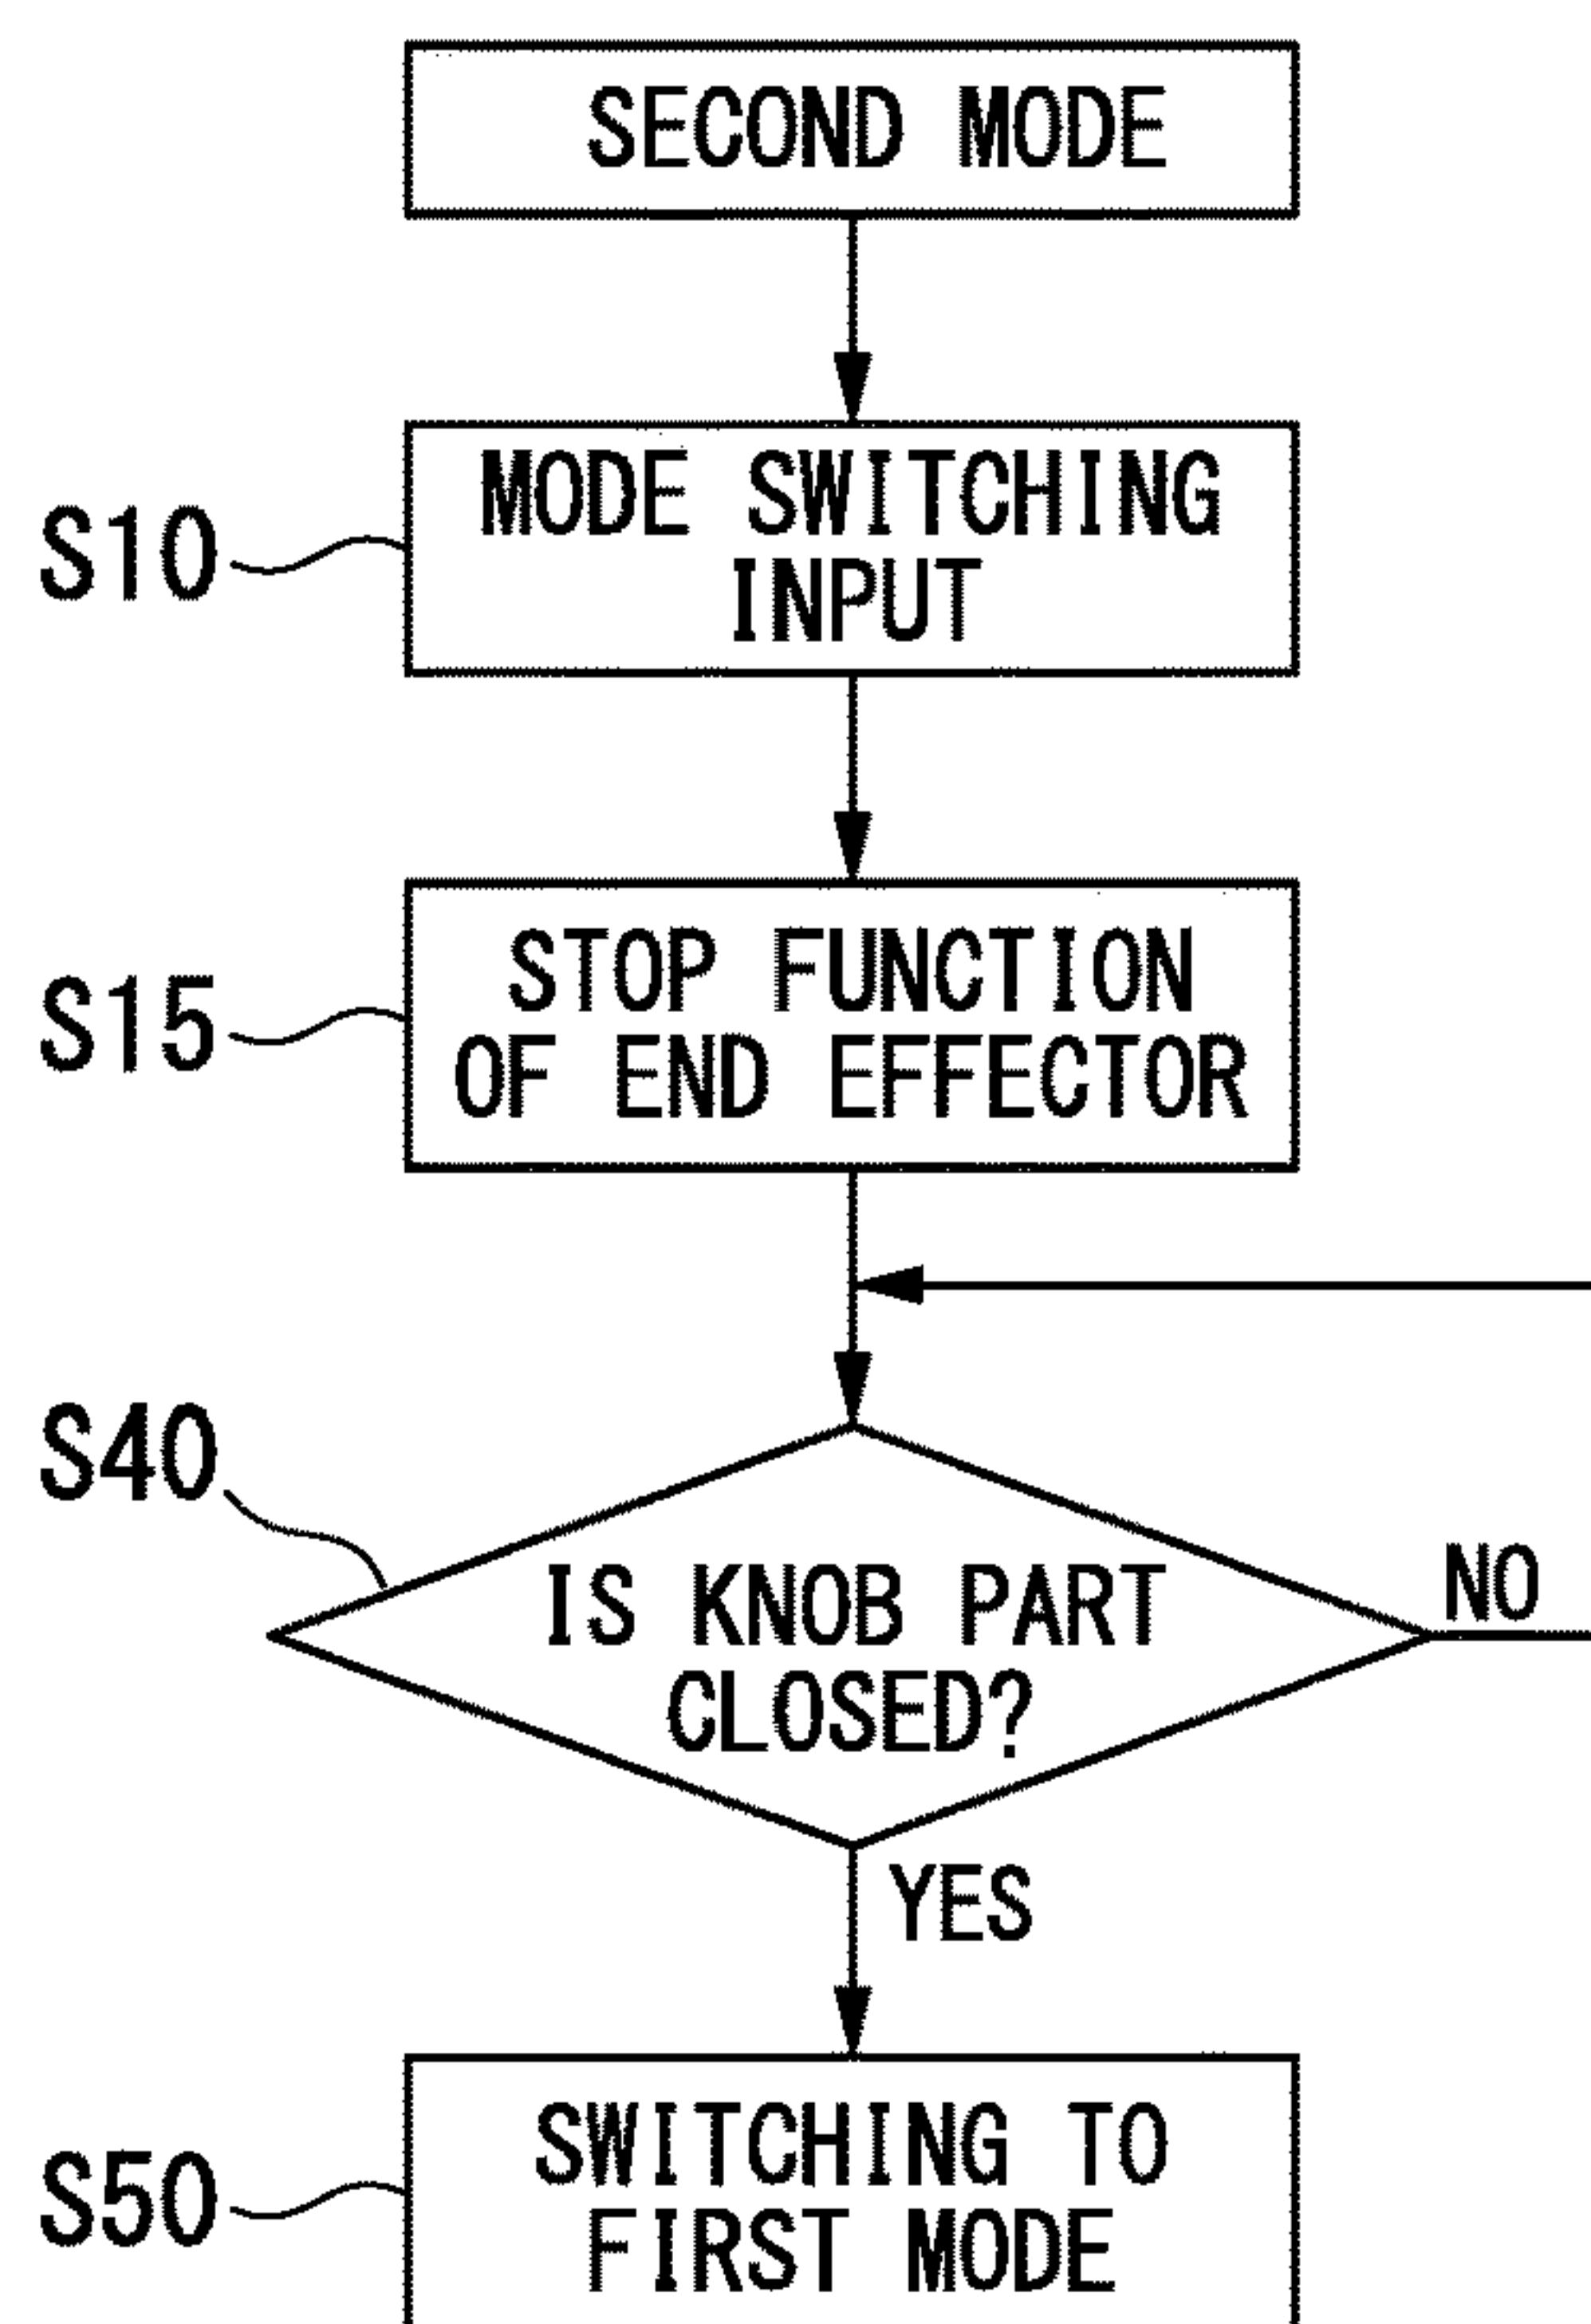 SECOND MODE
S10
MODE SWITCHING
INPUT
S15
STOP FUNCTION
OF END EFFECTOR
S40
IS KNOB PART
CLOSED?
NO
YES
S50
SWITCHING TO
FIRST MODE